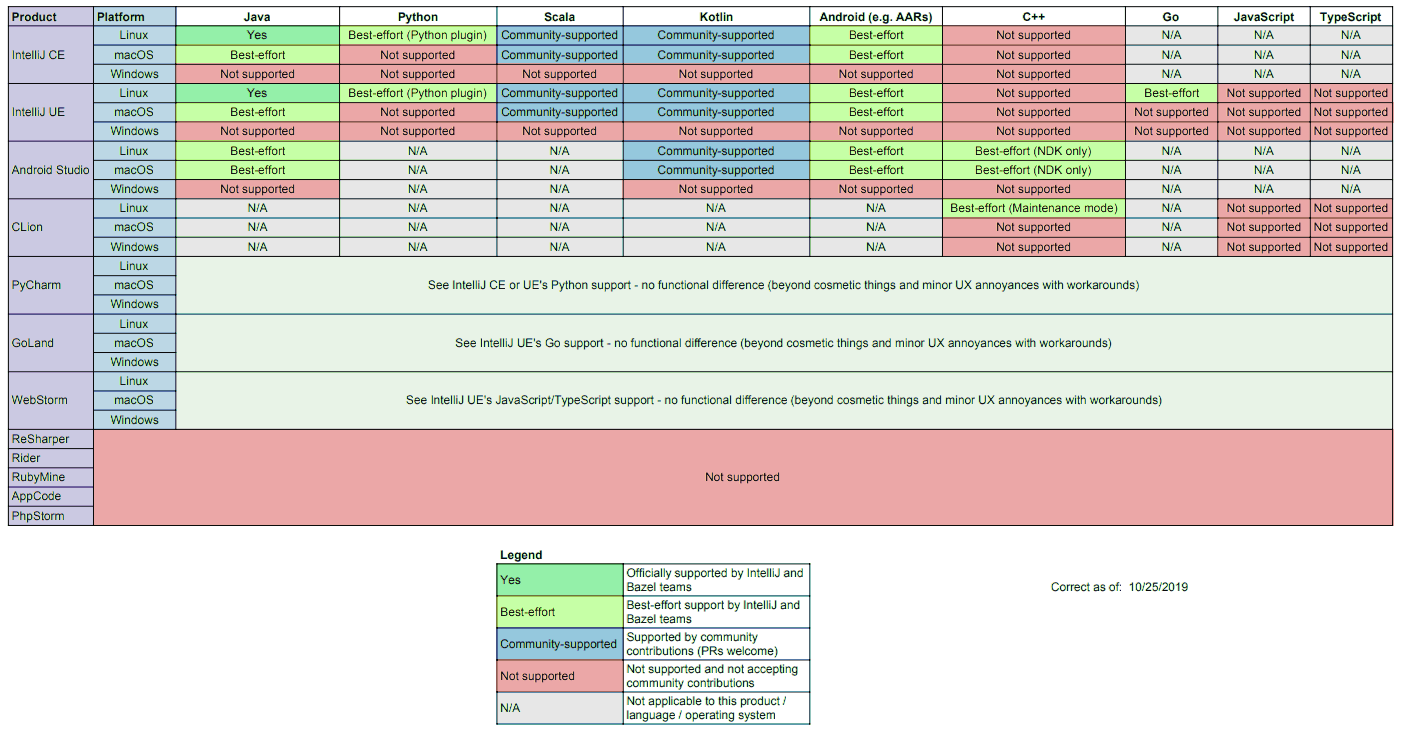 Product Platform Java Python Scala Kotlin Android (e.g. AARs) C++ Go JavaScript TypeScript
IntelliJ CE
Linux Yes Best-effort (Python plugin) Community-supported Community-supported Best-effort Not supported N/A N/A N/A
macOS Best-effort Not supported Community-supported Community-supported Best-effort Not supported N/A N/A N/A
Windows Not supported Not supported Not supported Not supported Not supported Not supported N/A N/A N/A
IntelliJ UE
Linux Yes Best-effort (Python plugin) Community-supported Community-supported Best-effort Not supported Best-effort Not supported Not supported
macOS Best-effort Not supported Community-supported Community-supported Best-effort Not supported Not supported Not supported Not supported
Windows Not supported Not supported Not supported Not supported Not supported Not supported Not supported Not supported Not supported
Android Studio
Linux Best-effort N/A N/A Community-supported Best-effort Best-effort (NDK only) N/A N/A N/A
macOS Best-effort N/A N/A Community-supported Best-effort Best-effort (NDK only) N/A N/A N/A
Windows Not supported N/A N/A Not supported Not supported Not supported N/A N/A N/A
CLion
Linux N/A N/A N/A N/A N/A Best-effort (Maintenance mode) N/A Not supported Not supported
macOS N/A N/A N/A N/A N/A Not supported N/A Not supported Not supported
Windows N/A N/A N/A N/A N/A Not supported N/A Not supported Not supported
PyCharm
Linux
macOS
Windows
See IntelliJ CE or UE's Python support - no functional difference (beyond cosmetic things and minor UX annoyances with workarounds)
GoLand
Linux
macOS
Windows
See IntelliJ UE's Go support - no functional difference (beyond cosmetic things and minor UX annoyances with workarounds)
WebStorm
Linux
macOS
Windows
See IntelliJ UE's JavaScript/TypeScript support - no functional difference (beyond cosmetic things and minor UX annoyances with workarounds)
ReSharper
Rider
RubyMine
AppCode
PhpStorm
Not supported
Legend
Yes
Officially supported by IntelliJ and
Bazel teams
Best-effort
Best-effort support by IntelliJ and
Bazel teams
Community-supported
Supported by community
contributions (PRs welcome)
Not supported
Not supported and not accepting
community contributions
N/A
Not applicable to this product /
language / operating system
Correct as of: 10/25/2019